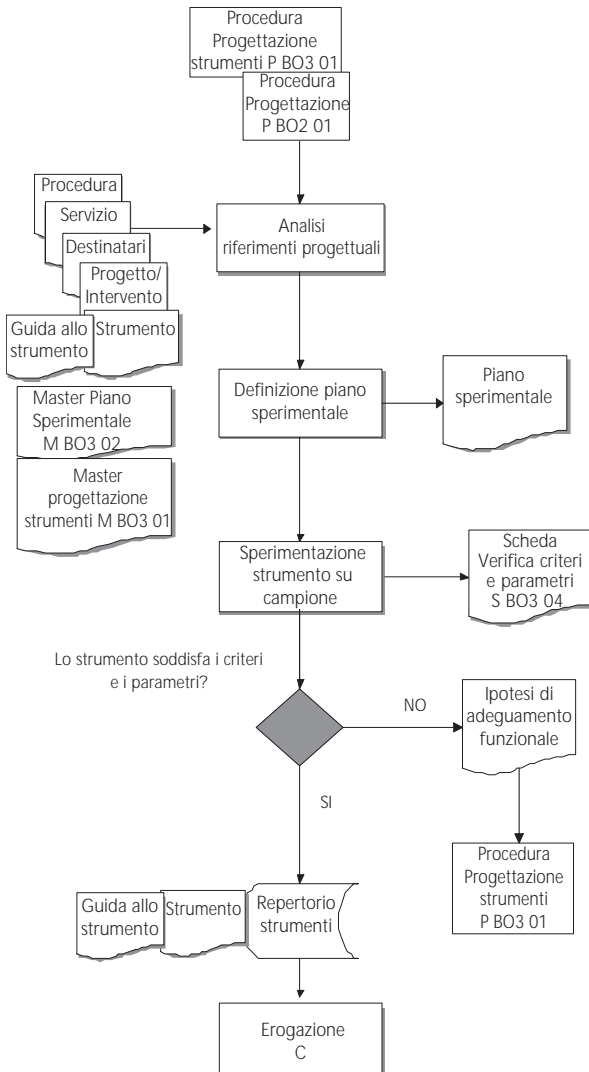 Procedura
Progettazione
strumenti P BO3 01
Procedura
Progettazione
P BO2 01
Procedura
Servizio
Destinatari
Progetto/
Intervento
Guida allo
strumento
Strumento
Analisi
riferimenti progettuali
Master Piano
Sperimentale
M BO3 02
Master
progettazione
strumenti M BO3 01
Definizione piano
sperimentale
Piano
sperimentale
Sperimentazione
strumento su
campione
Scheda
Verifica criteri
e parametri
S BO3 04
Lo strumento soddisfa i criteri
e i parametri?
NO
Ipotesi di
adeguamento
funzionale
SI
Procedura
Progettazione
strumenti
P BO3 01
Guida allo
strumento
Strumento
Repertorio
strumenti
Erogazione
C